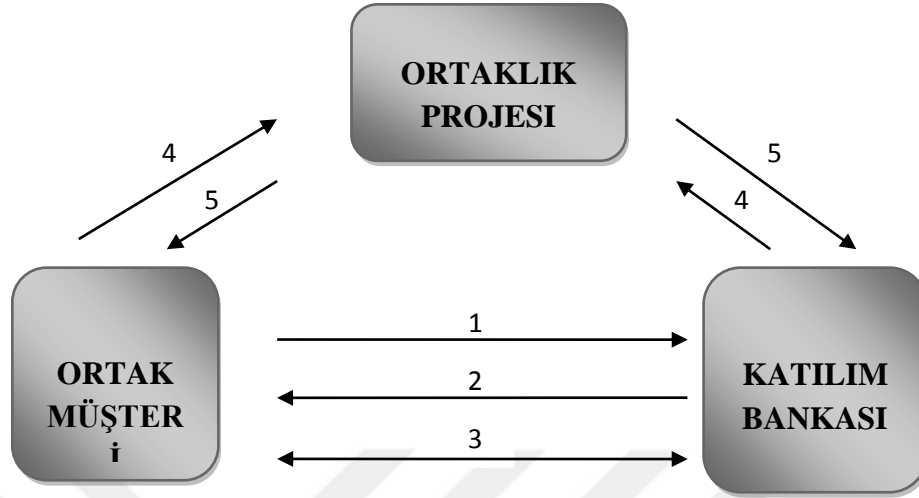 ORTAKLIK
PROJESI
4
5
5
4
1
ORTAK
MÜŞTER
İ
2
KATILIM
BANKASI
3